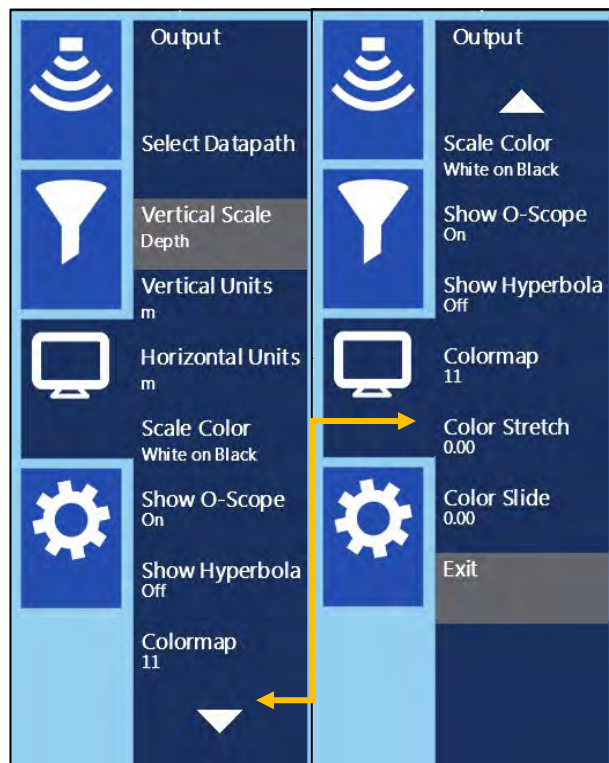 Output
Select Datapath
Vertical Scale
Depth
Vertical Units
m
Horizontal Units
m
Scale Color
White on Black
Show O-Scope
On
Show Hyperbola
Off
Colormap
11
Output
Scale Color
White on Black
Show O-Scope
On
Show Hyperbola
Off
Colormap
11
Color Stretch
0.00
Color Slide
0.00
Exit